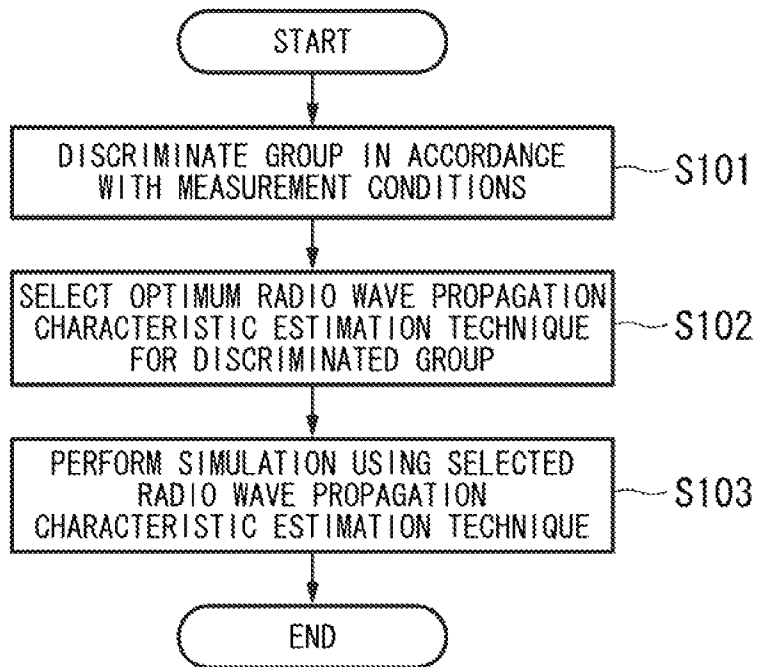 START
DISCRIMINATE GROUP IN ACCORDANCE
WITH MEASUREMENT CONDITIONS
S101
SELECT OPTIMUM RADIO WAVE PROPAGATION
CHARACTERISTIC ESTIMATION TECHNIQUE
FOR DISCRIMINATED GROUP
S102
PERFORM SIMULATION USING SELECTED
RADIO WAVE PROPAGATION
CHARACTERISTIC ESTIMATION TECHNIQUE
S103
END